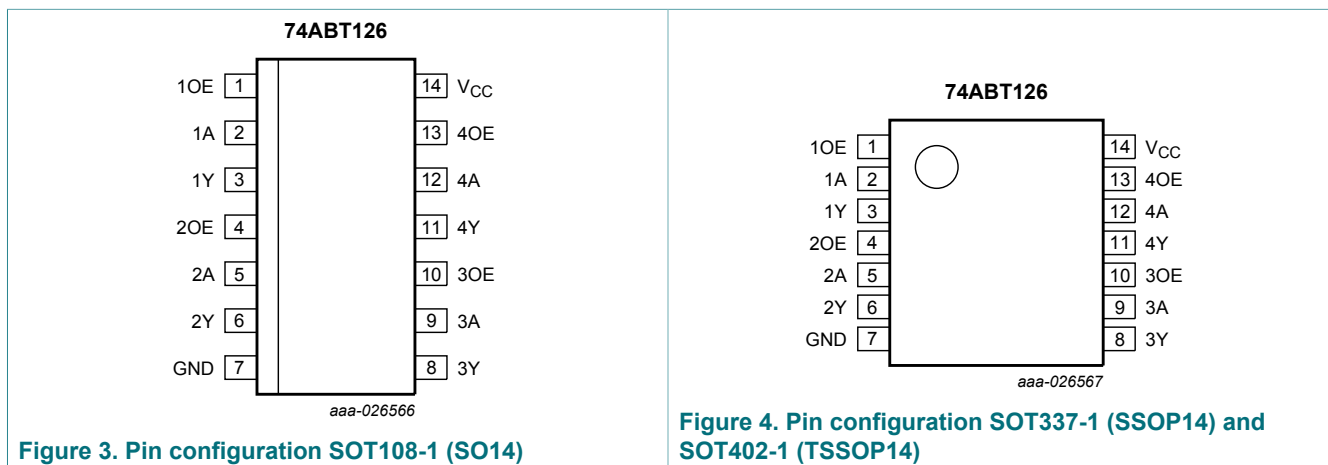 74ABT126
1OE 1 14 VCC
1A 2 13 4OE
1Y 3 12 4A
2OE 4 11 4Y
2A 5 10 3OE
2Y 6 9 3A
GND 7 8 3Y
aaa-026566
Figure 3. Pin configuration SOT108-1 (SO14)
74ABT126
1OE 1 14 VCC
1A 2 13 4OE
1Y 3 12 4A
2OE 4 11 4Y
2A 5 10 3OE
2Y 6 9 3A
GND 7 8 3Y
aaa-026567
Figure 4. Pin configuration SOT337-1 (SSOP14) and
SOT402-1 (TSSOP14)